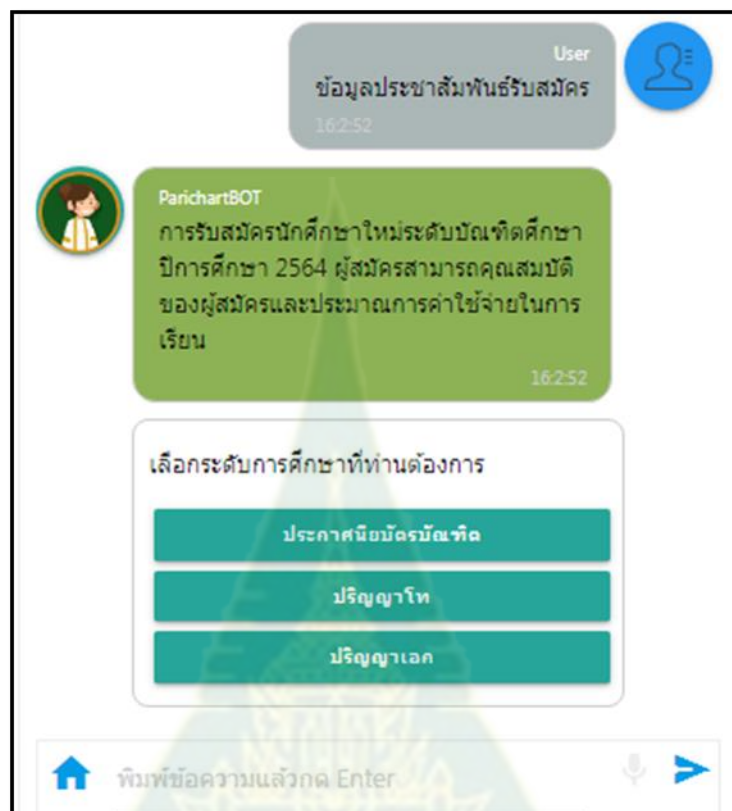 User
ข้อมูลประชาสัมพันธ์รับสมัคร
16:2:52
ParichartBOT
การรับสมัครนักศึกษาใหม่ระดับบัณฑิตศึกษา
ปีการศึกษา 2564 ผู้สมัครสามารถคุณสมบัติ
ของผู้สมัครและประมาณการค่าใช้จ่ายในการ
เรียน
16:2:52
เลือกระดับการศึกษาที่ท่านต้องการ
ประกาศนียบัตรบัณฑิต
ปริญญาโท
ปริญญาเอก
พิมพ์ข้อความแล้วกด Enter